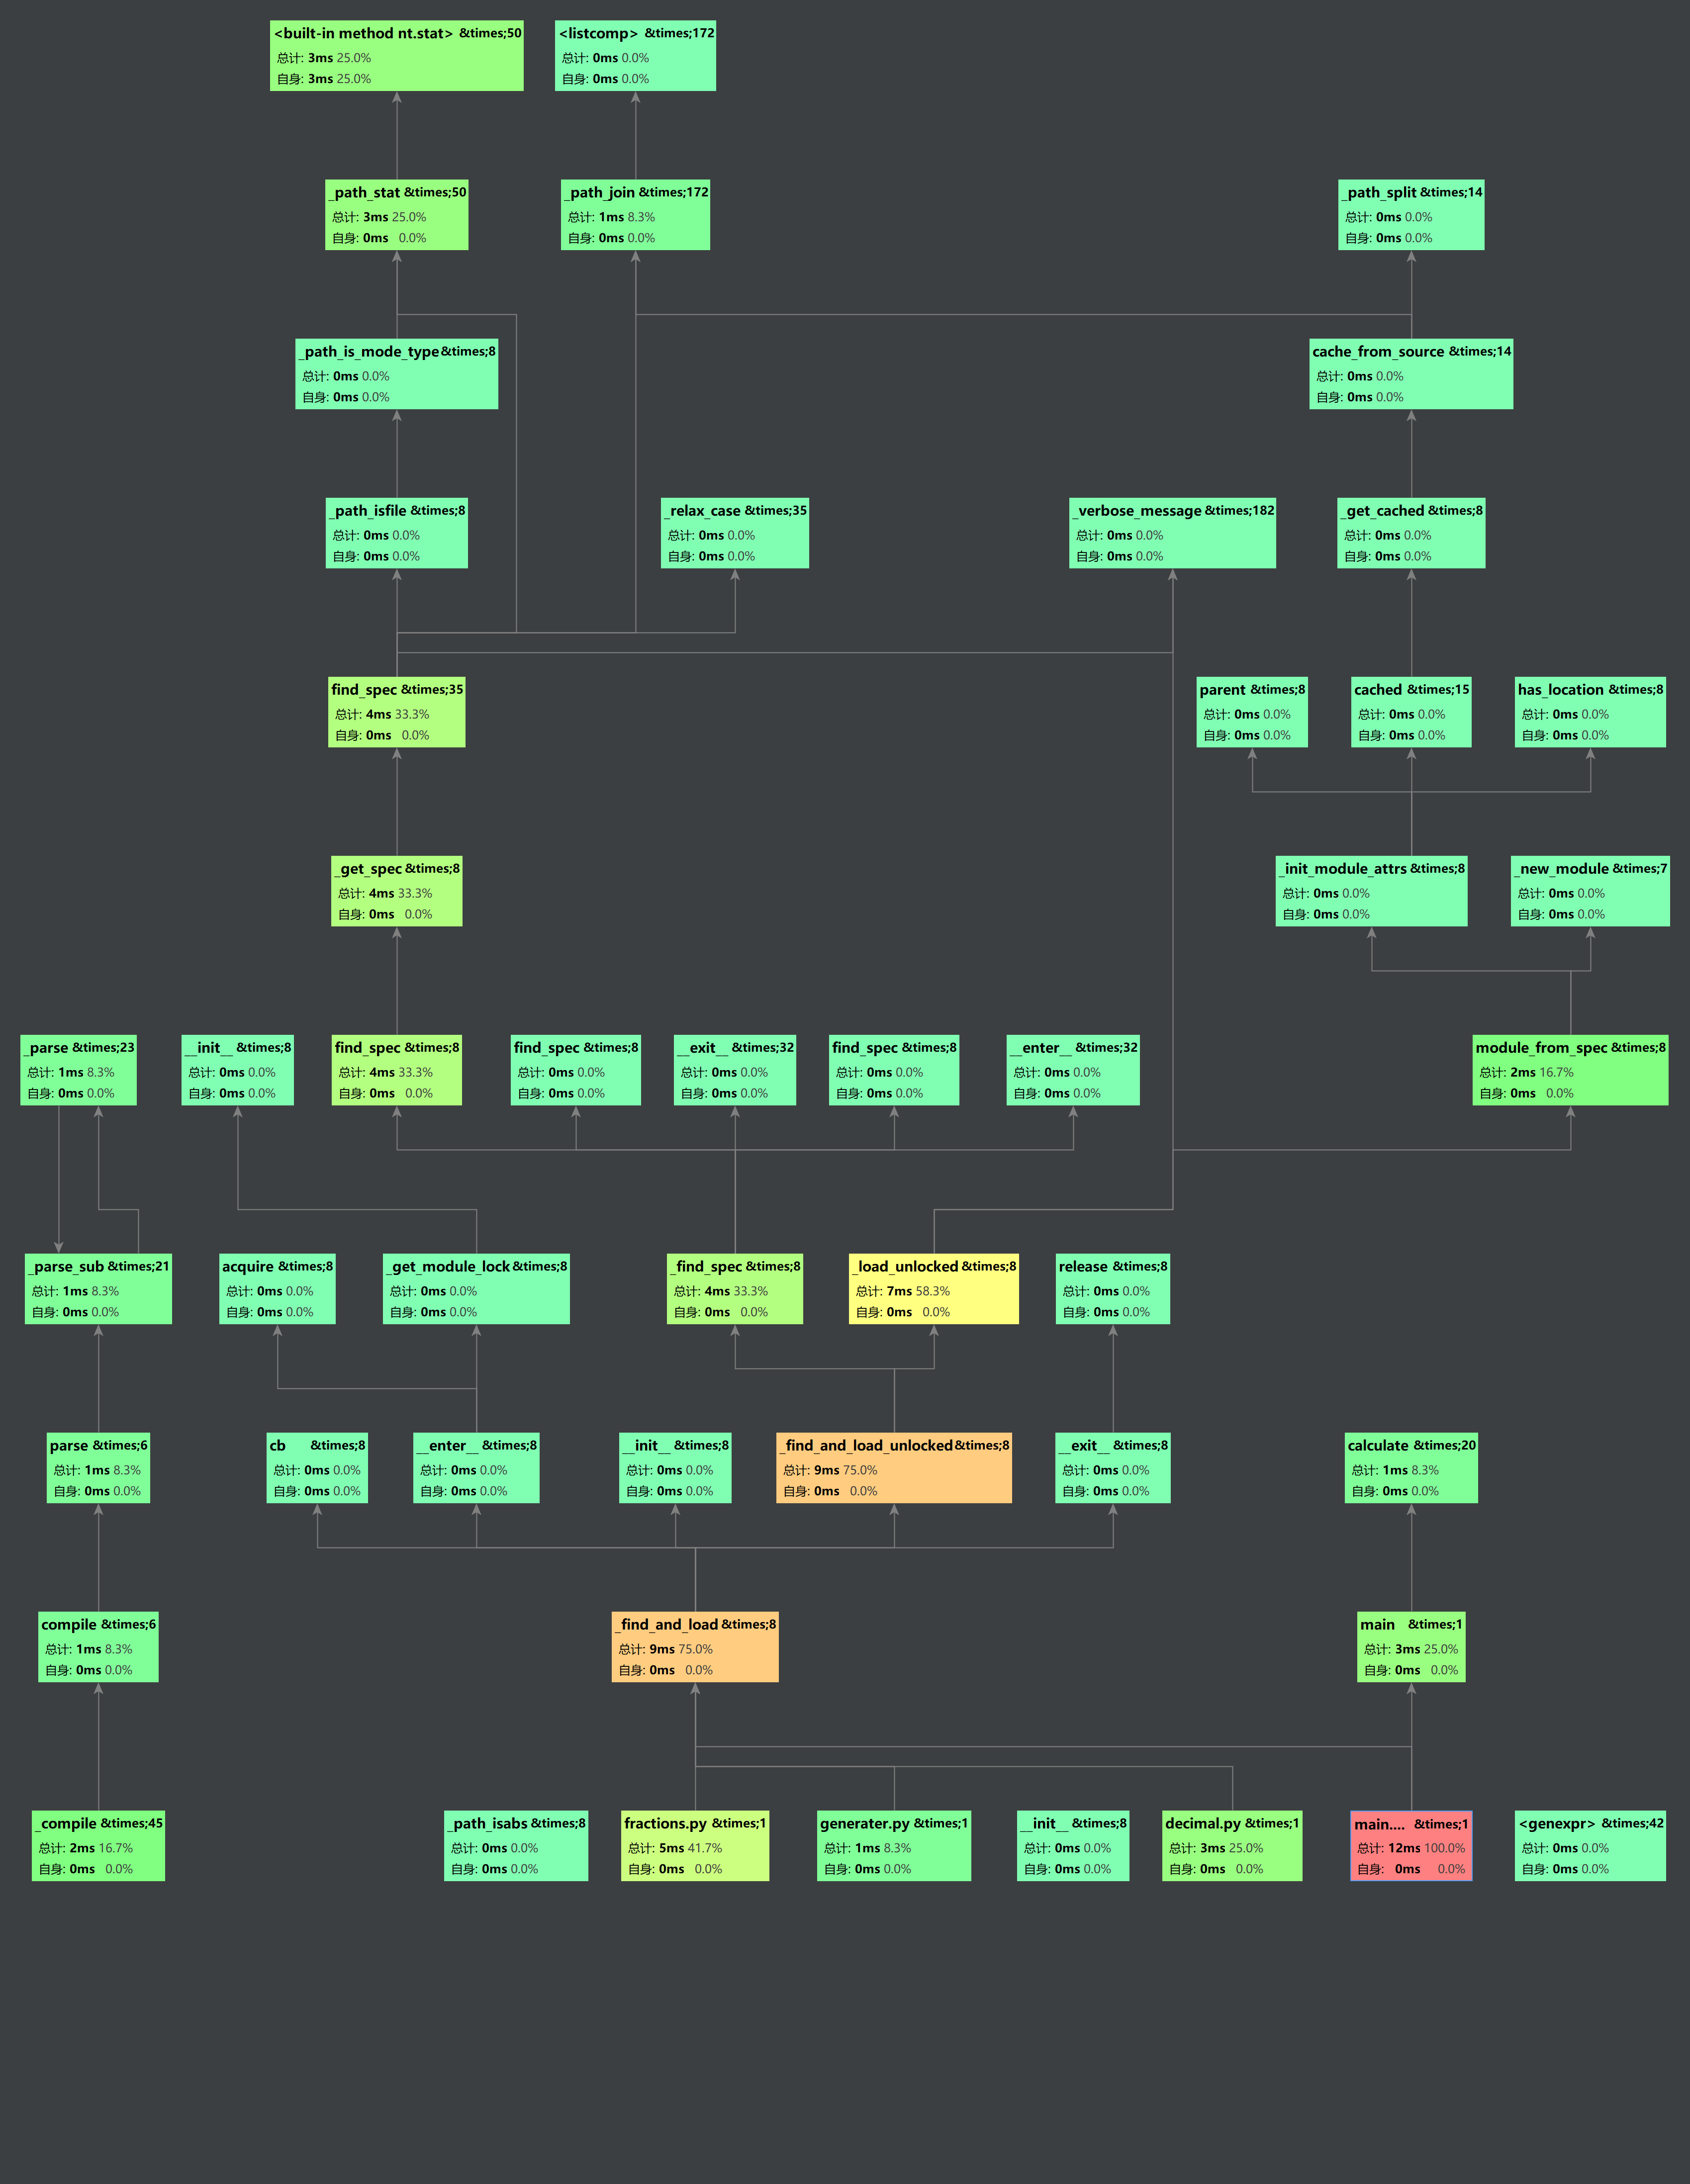 <built-in method nt.stat> &times;50
总计: 3ms 25.0%
自身: 3ms 25.0%
<listcomp> &times;172
总计: 0ms 0.0%
自身: 0ms 0.0%
_path_stat &times;50
总计: 3ms 25.0%
自身: 0ms 0.0%
_path_join &times;172
总计: 1ms 8.3%
自身: 0ms 0.0%
_path_split &times;14
总计: 0ms 0.0%
自身: 0ms 0.0%
_path_is_mode_type &times;8
总计: 0ms 0.0%
自身: 0ms 0.0%
cache_from_source &times;14
总计: 0ms 0.0%
自身: 0ms 0.0%
_path_isfile &times;8
总计: 0ms 0.0%
自身: 0ms 0.0%
_relax_case &times;35
总计: 0ms 0.0%
自身: 0ms 0.0%
_verbose_message &times;182
总计: 0ms 0.0%
自身: 0ms 0.0%
_get_cached &times;8
总计: 0ms 0.0%
自身: 0ms 0.0%
find_spec &times;35
总计: 4ms 33.3%
自身: 0ms 0.0%
parent &times;8
总计: 0ms 0.0%
自身: 0ms 0.0%
cached &times;15
总计: 0ms 0.0%
自身: 0ms 0.0%
has_location &times;8
总计: 0ms 0.0%
自身: 0ms 0.0%
_get_spec &times;8
总计: 4ms 33.3%
自身: 0ms 0.0%
_init_module_attrs &times;8
总计: 0ms 0.0%
自身: 0ms 0.0%
_new_module &times;7
总计: 0ms 0.0%
自身: 0ms 0.0%
_parse &times;23
总计: 1ms 8.3%
自身: 0ms 0.0%
__init__ &times;8
总计: 0ms 0.0%
自身: 0ms 0.0%
find_spec &times;8
总计: 4ms 33.3%
自身: 0ms 0.0%
find_spec &times;8
总计: 0ms 0.0%
自身: 0ms 0.0%
__exit__ &times;32
总计: 0ms 0.0%
自身: 0ms 0.0%
find_spec &times;8
总计: 0ms 0.0%
自身: 0ms 0.0%
__enter__ &times;32
总计: 0ms 0.0%
自身: 0ms 0.0%
module_from_spec &times;8
总计: 2ms 16.7%
自身: 0ms 0.0%
_parse_sub &times;21
总计: 1ms 8.3%
自身: 0ms 0.0%
acquire &times;8
总计: 0ms 0.0%
自身: 0ms 0.0%
_get_module_lock &times;8
总计: 0ms 0.0%
自身: 0ms 0.0%
_find_spec &times;8
总计: 4ms 33.3%
自身: 0ms 0.0%
_load_unlocked &times;8
总计: 7ms 58.3%
自身: 0ms 0.0%
release &times;8
总计: 0ms 0.0%
自身: 0ms 0.0%
parse &times;6
总计: 1ms 8.3%
自身: 0ms 0.0%
cb &times;8
总计: 0ms 0.0%
自身: 0ms 0.0%
__enter__ &times;8
总计: 0ms 0.0%
自身: 0ms 0.0%
__init__ &times;8
总计: 0ms 0.0%
自身: 0ms 0.0%
_find_and_load_unlocked &times;8
总计: 9ms 75.0%
自身: 0ms 0.0%
__exit__ &times;8
总计: 0ms 0.0%
自身: 0ms 0.0%
calculate &times;20
总计: 1ms 8.3%
自身: 0ms 0.0%
compile &times;6
总计: 1ms 8.3%
自身: 0ms 0.0%
_find_and_load &times;8
总计: 9ms 75.0%
自身: 0ms 0.0%
main &times;1
总计: 3ms 25.0%
自身: 0ms 0.0%
_compile &times;45
总计: 2ms 16.7%
自身: 0ms 0.0%
_path_isabs &times;8
总计: 0ms 0.0%
自身: 0ms 0.0%
fractions.py &times;1
总计: 5ms 41.7%
自身: 0ms 0.0%
generater.py &times;1
总计: 1ms 8.3%
自身: 0ms 0.0%
__init__ &times;8
总计: 0ms 0.0%
自身: 0ms 0.0%
decimal.py &times;1
总计: 3ms 25.0%
自身: 0ms 0.0%
main.... &times;1
总计: 12ms 100.0%
自身: 0ms 0.0%
<genexpr> &times;42
总计: 0ms 0.0%
自身: 0ms 0.0%